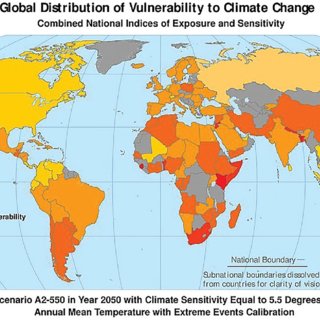 Global Distribution of Vulnerability to Climate Change
Combined National Indices of Exposure and Sensitivity
nerability
National Boundary
Subnational boundaries dissolved
from countries for clarity of visio
cenario A2-550 in Year 2050 with Climate Sensitivity Equal to 5.5 Degrees
Annual Mean Temperature with Extreme Events Calibration